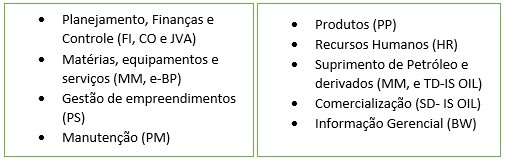 • Planejamento, Finanças e
Controle (FI, CO e JVA)
• Matérias, equipamentos e
serviços (MM, e-BP)
• Gestão de empreendimentos
(PS)
• Manutenção (PM)
• Produtos (PP)
• Recursos Humanos (HR)
• Suprimento de Petróleo e
derivados (MM, e TD-IS OIL)
• Comercialização (SD- IS OIL)
• Informação Gerencial (BW)